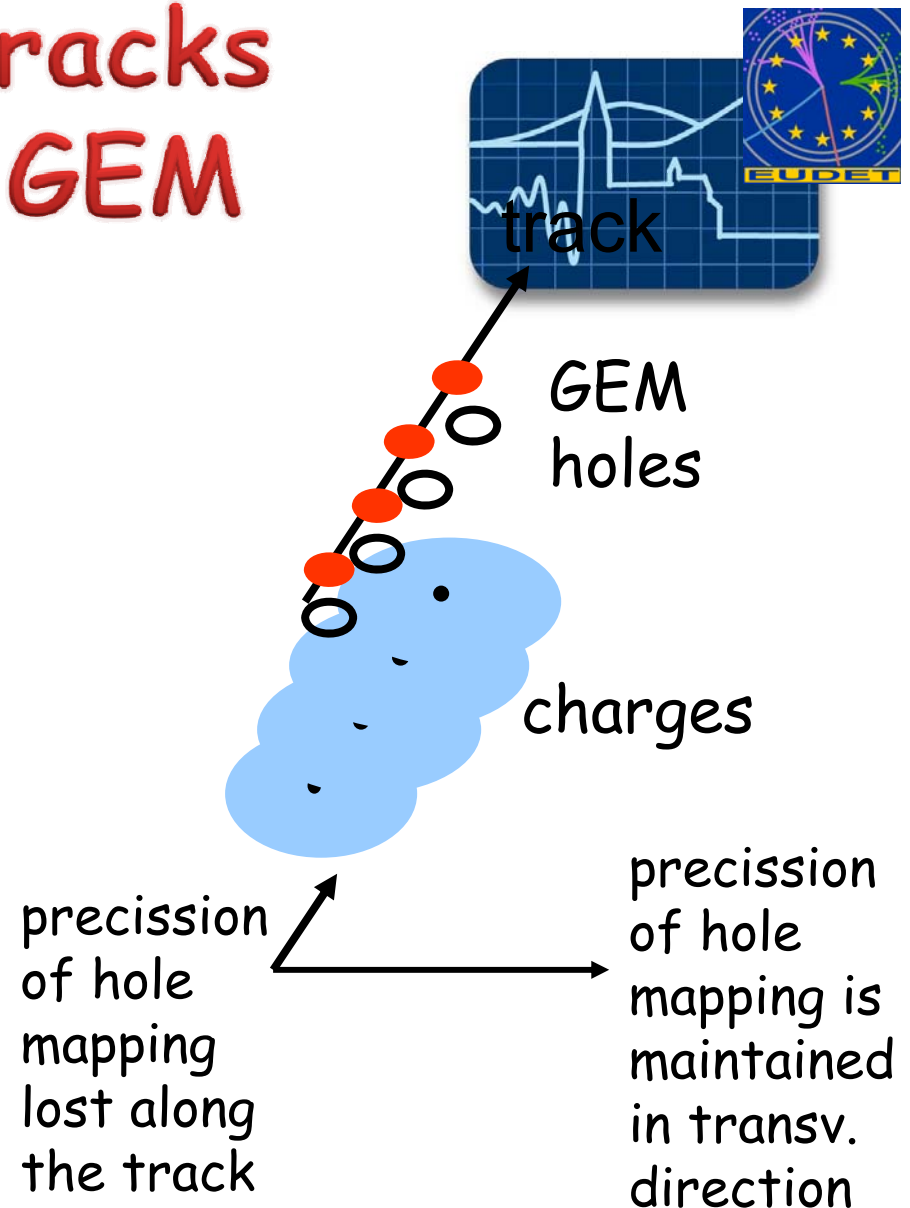 racks
GEM
EUDET
track
GEM
holes
charges
precission
of hole
mapping
lost along
the track
precission
of hole
mapping is
maintained
in transv.
direction